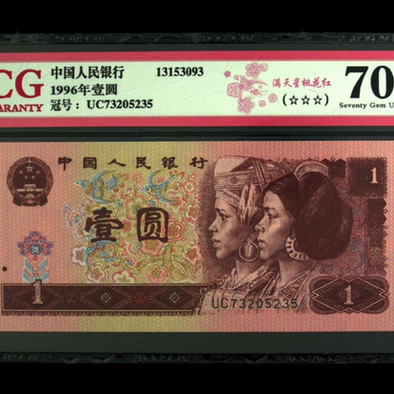 CG
ARANTY
中国人民银行 13153093
1996年壹圆
冠号: UC73205235
满天星桃花红
(☆☆☆)
70
Seventy Gem U
中国人民银行
1
壹圆
1
UC73205235
1